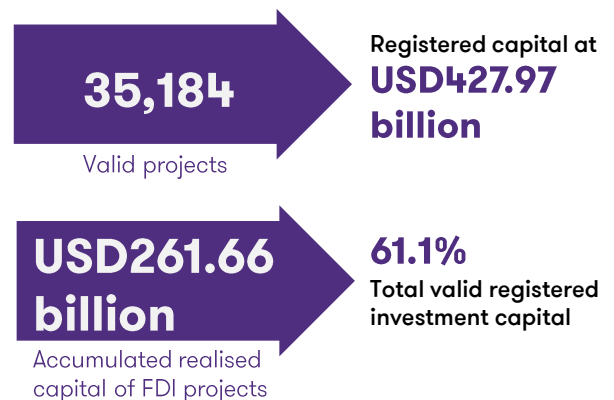 35,184
Valid projects
Registered capital at
USD427.97
billion
USD261.66
billion
Accumulated realised
capital of FDI projects
61.1%
Total valid registered
investment capital